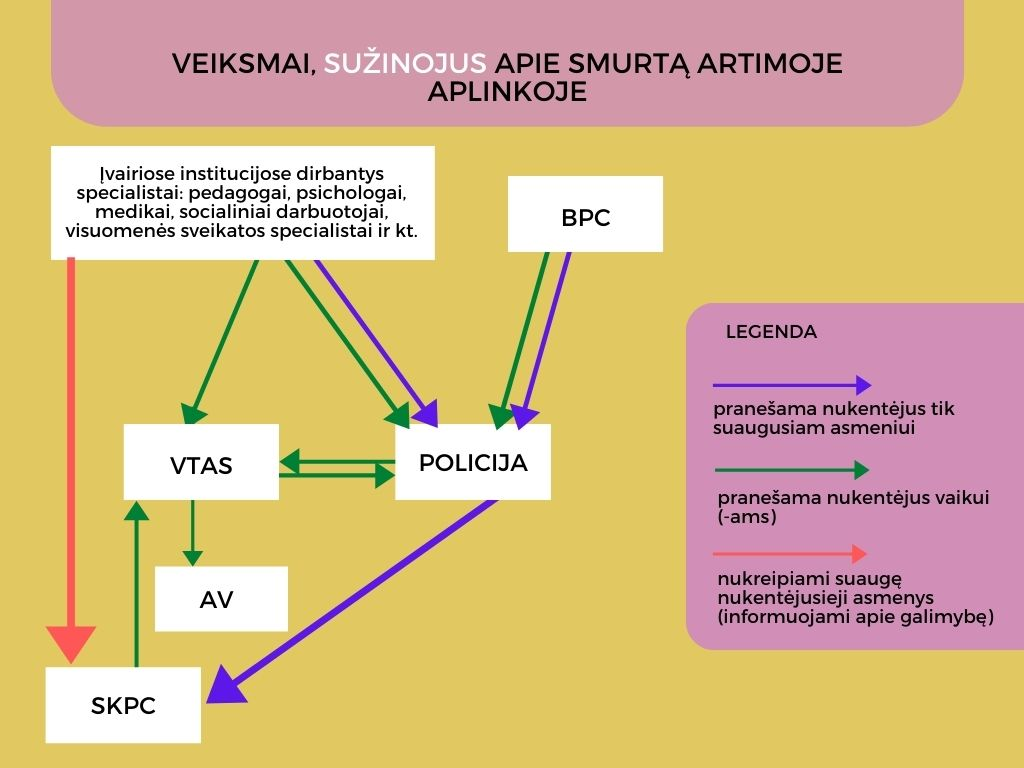 VEIKSMAI, SUŽINOJUS APIE SMURTĄ ARTIMOJE
APLINKOJE
Įvairiose institucijose dirbantys
specialistai: pedagogai, psichologai,
medikai, socialiniai darbuotojai,
visuomenės sveikatos specialistai ir kt.
BPC
LEGENDA
pranešama nukentėjus tik
suaugusiam asmeniui
pranešama nukentėjus vaikui
(-ams)
nukreipiami suaugę
nukentėjusieji asmenys
(informuojami apie galimybę)
VTAS
POLICIJA
AV
SKPC